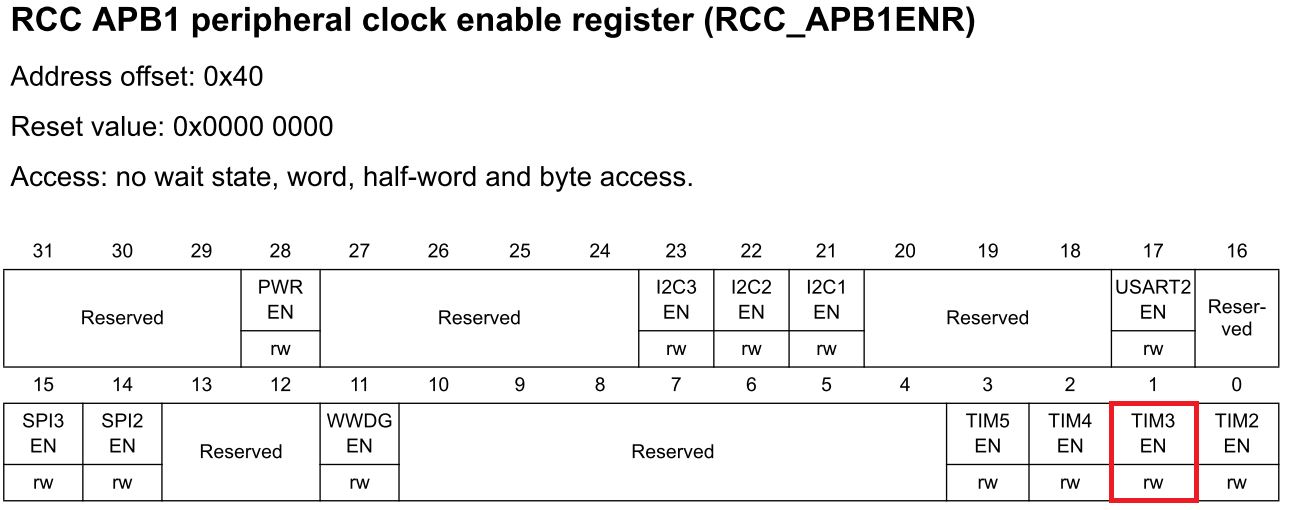 RCC APB1 peripheral clock enable register (RCC_APB1ENR)
Address offset: 0x40
Reset value: 0x0000 0000
Access: no wait state, word, half-word and byte access.
31 30 29 28 27 26 25 24 23 22 21 20 19 18 17 16
Reserved PWR EN Reserved I2C3 EN I2C2 EN I2C1 EN Reserved USART2 EN Reser-ved
rw rw rw rw rw
15 14 13 12 11 10 9 8 7 6 5 4 3 2 1 0
SPI3 EN SPI2 EN Reserved WWDG EN Reserved TIM5 EN TIM4 EN TIM3 EN TIM2 EN
rw rw rw rw rw rw rw